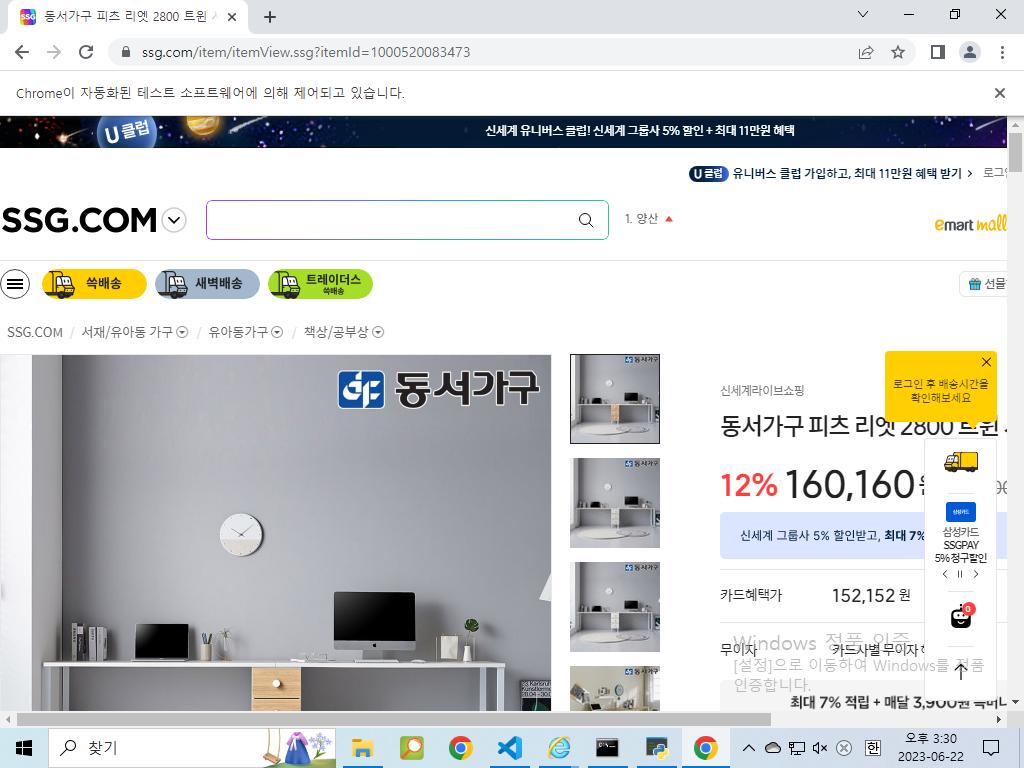 동서가구 피츠 리엣 2800 트윈
ssg.com/item/itemView.ssg?itemId=1000520083473
Chrome이 자동화된 테스트 소프트웨어에 의해 제어되고 있습니다.
U클럽
신세계 유니버스 클럽! 신세계 그룹사 5% 할인 + 최대 11만원 혜택
U클럽 유니버스 클럽 가입하고, 최대 11만원 혜택 받기
SSG.COM
1. 양산
emart mall
쓱배송
새벽배송
트레이더스
쓱배송
선물
SSG.COM / 서재/유아동 가구 / 유아동가구 / 책상/공부상
동서가구
로그인 후 배송시간을
확인해보세요
신세계라이브쇼핑
동서가구 피츠 리엣 2800 트윈
12% 160,160
신세계 그룹사 5% 할인받고, 최대 7%
삼성카드
삼성카드
SSGPAY
5% 청구할인
카드혜택가 152,152 원
0
무이자 카드사별 무이자
Windows 정품 인증
[설정]으로 이동하여 Windows를 정품
인증합니다.
최대 7% 적립 + 매달 3,900원
찾기
한
오후 3:30
2023-06-22